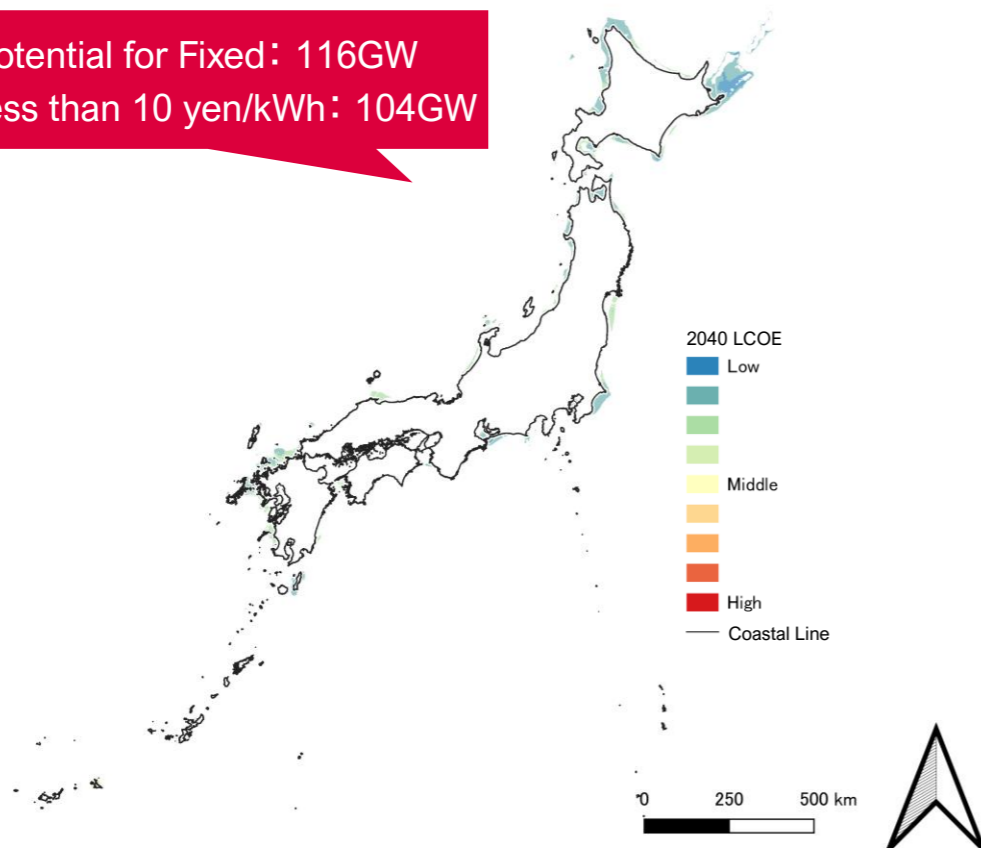 otential for Fixed：116GW
ess than 10 yen/kWh：104GW
2040 LCOE
Low
Middle
High
Coastal Line
0 250 500 km